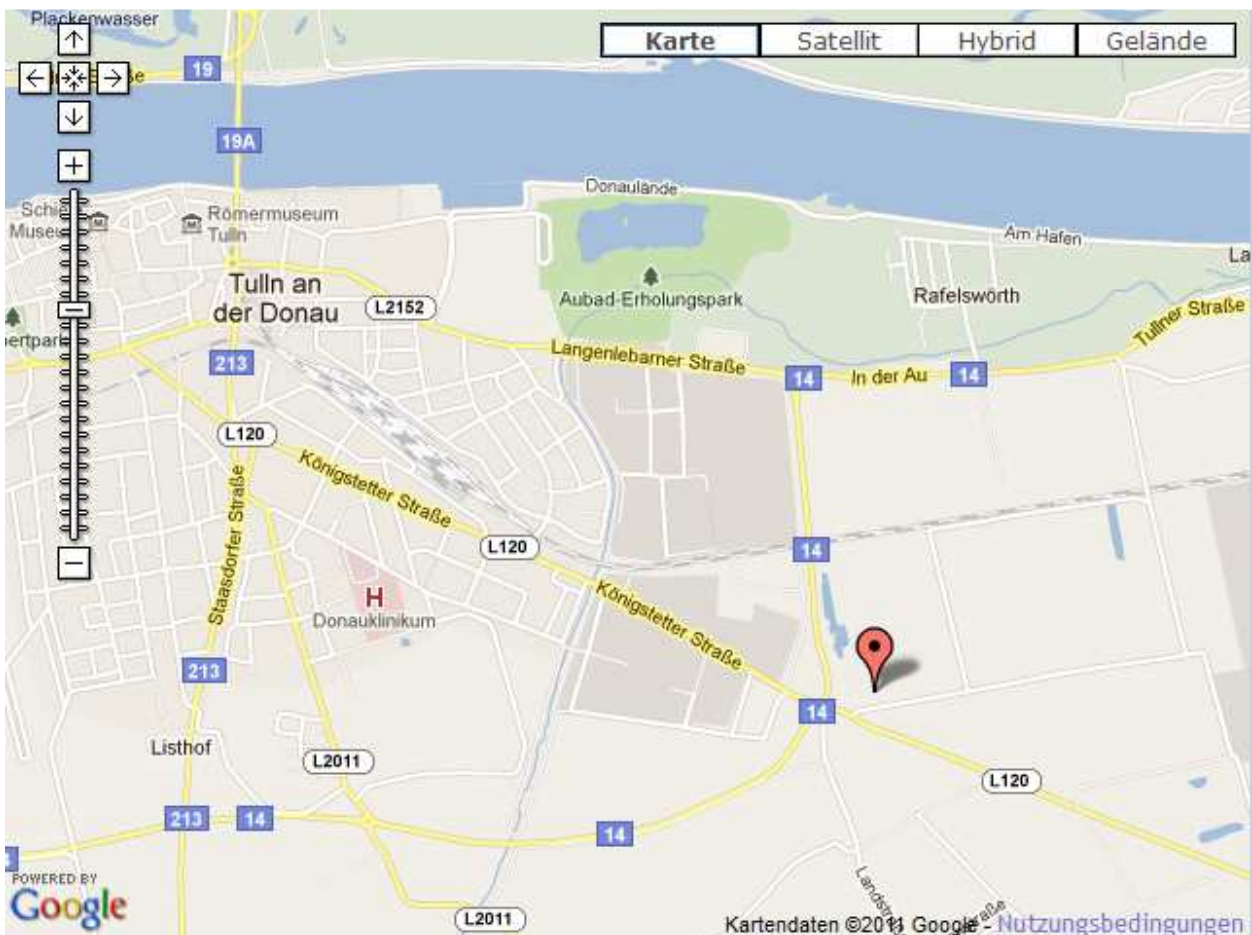 Plackenwasser
Karte
Satellit
Hybrid
Gelände
19
19A
Donaulände
Römermuseum
Tulln
Am Hafen
Tulln an
der Donau
L2152
Aubad-Erholungspark
Rafelswörth
Tullner Straße
Langenlebarner Straße
213
14
In der Au
14
L120
Königstetter Straße
Staasdorfer Straße
L120
14
H
Donauklinikum
Königstetter Straße
213
14
Listhof
L2011
L120
213
14
14
POWERED BY
Google
L2011
Kartendaten ©2011 Google - Nutzungsbedingungen